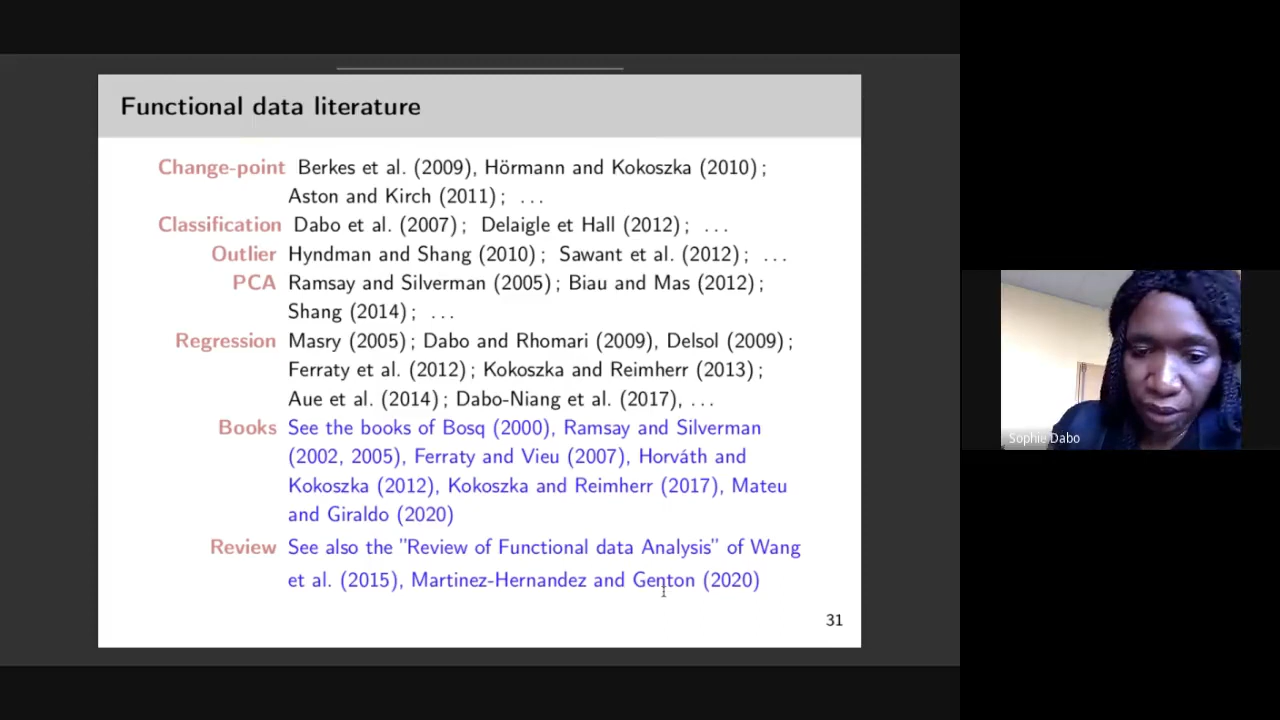 Functional data literature
Change-point Berkes et al. (2009), Hörmann and Kokoszka (2010);
Aston and Kirch (2011); ...
Classification Dabo et al. (2007); Delaigle et Hall (2012); ...
Outlier Hyndman and Shang (2010); Sawant et al. (2012); ...
PCA Ramsay and Silverman (2005); Biau and Mas (2012);
Shang (2014); ...
Regression Masry (2005); Dabo and Rhomari (2009), Delsol (2009);
Ferraty et al. (2012); Kokoszka and Reimherr (2013);
Aue et al. (2014); Dabo-Niang et al. (2017), ...
Books See the books of Bosq (2000), Ramsay and Silverman
(2002, 2005), Ferraty and Vieu (2007), Horváth and
Kokoszka (2012), Kokoszka and Reimherr (2017), Mateu
and Giraldo (2020)
Review See also the "Review of Functional data Analysis" of Wang
et al. (2015), Martinez-Hernandez and Genton (2020)
31
Sophie Dabo